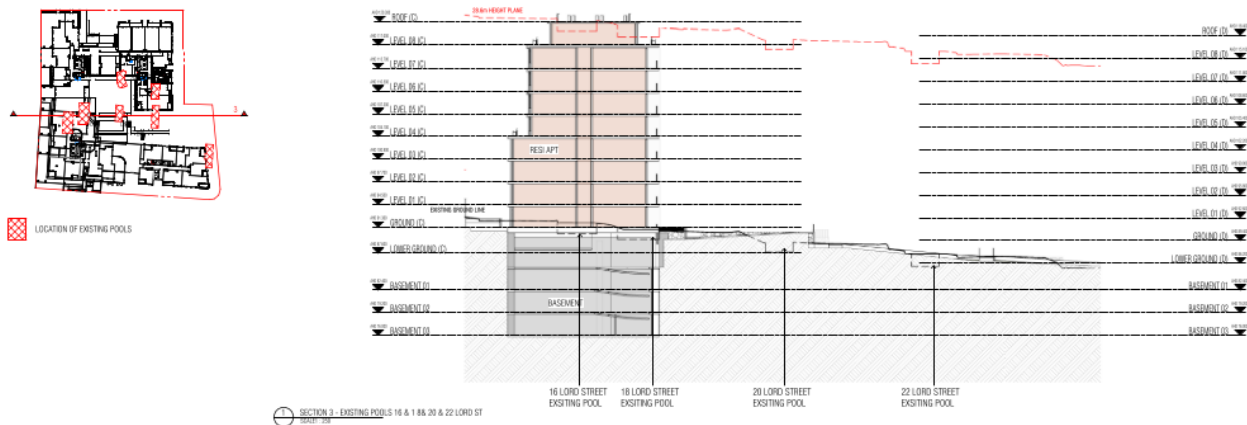 28.8m HEIGHT PLANE
ROOF (C)
LEVEL 08 (C)
LEVEL 07 (C)
LEVEL 06 (C)
LEVEL 05 (C)
LEVEL 04 (C)
LEVEL 03 (C)
LEVEL 02 (C)
LEVEL 01 (C)
GROUND (C)
LOWER GROUND (C)
BASEMENT 01
BASEMENT 02
BASEMENT 03
RESI APT
EXISTING GROUND LINE
BASEMENT
ROOF (D)
LEVEL 08 (D)
LEVEL 07 (D)
LEVEL 06 (D)
LEVEL 05 (D)
LEVEL 04 (D)
LEVEL 03 (D)
LEVEL 02 (D)
LEVEL 01 (D)
GROUND (D)
LOWER GROUND (D)
BASEMENT 01
BASEMENT 02
BASEMENT 03
3
LOCATION OF EXISTING POOLS
16 LORD STREET
EXSITING POOL
18 LORD STREET
EXSITING POOL
20 LORD STREET
EXSITING POOL
22 LORD STREET
EXSITING POOL
1
SECTION 3 - EXISTING POOLS 16 & 1 8& 20 & 22 LORD ST